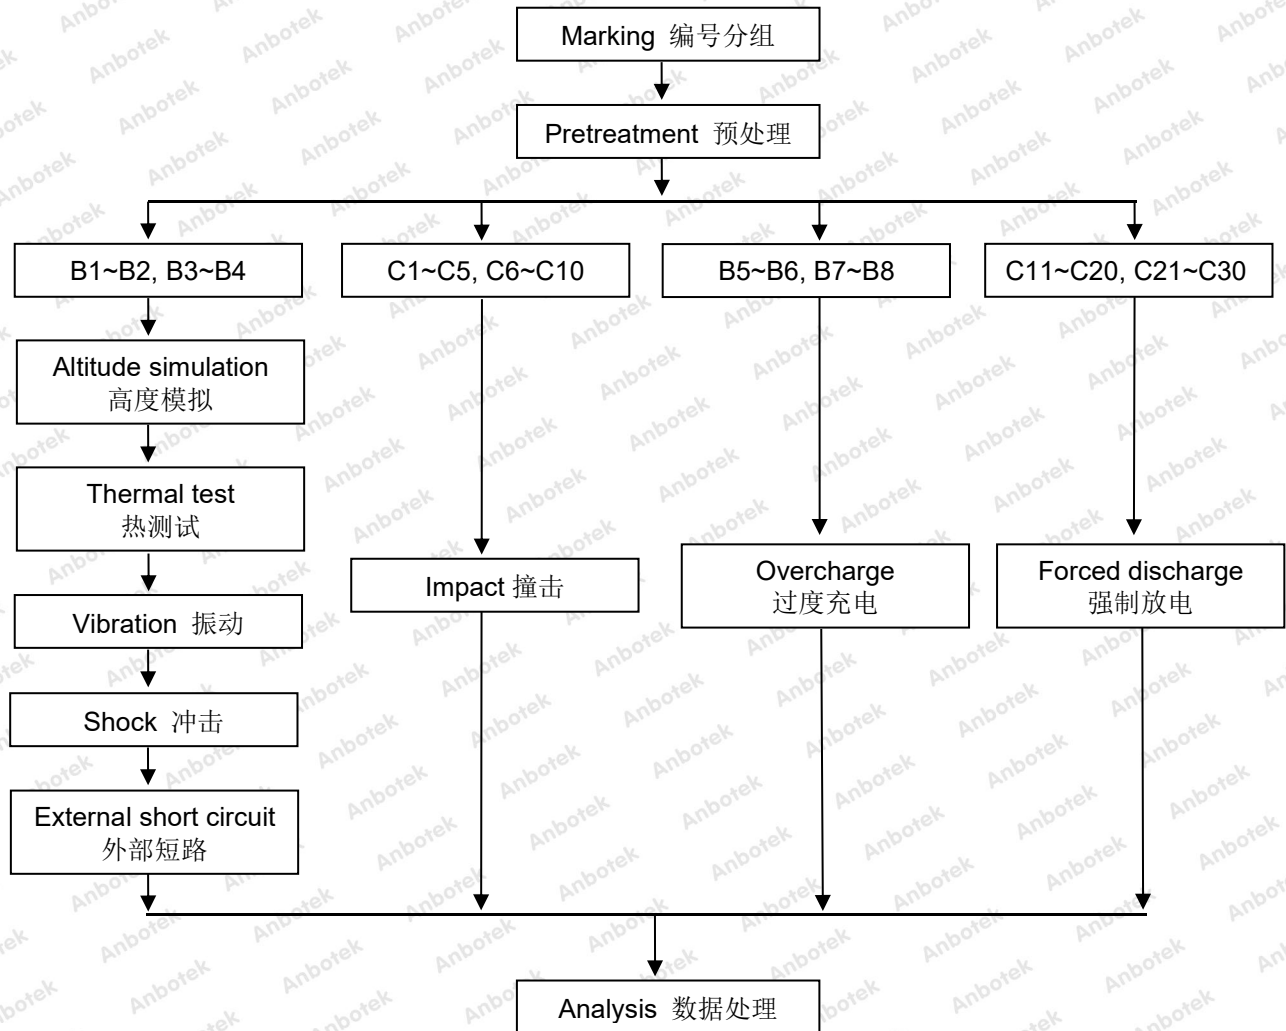 Marking 编号分组
Pretreatment 预处理
B1~B2, B3~B4
C1~C5, C6~C10
B5~B6, B7~B8
C11~C20, C21~C30
Altitude simulation
高度模拟
Thermal test
热测试
Vibration 振动
Shock 冲击
External short circuit
外部短路
Impact 撞击
Overcharge
过度充电
Forced discharge
强制放电
Analysis 数据处理
Anbotek